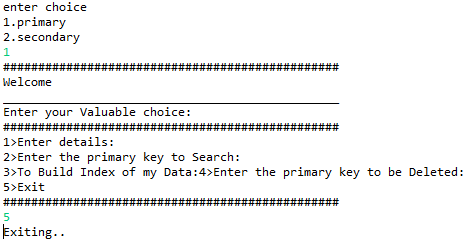 enter choice
1.primary
2.secondary
1
################################################
Welcome
________________________________________________
Enter your Valuable choice:
################################################
1>Enter details:
2>Enter the primary key to Search:
3>To Build Index of my Data:4>Enter the primary key to be Deleted:
5>Exit
################################################
5
Exiting..